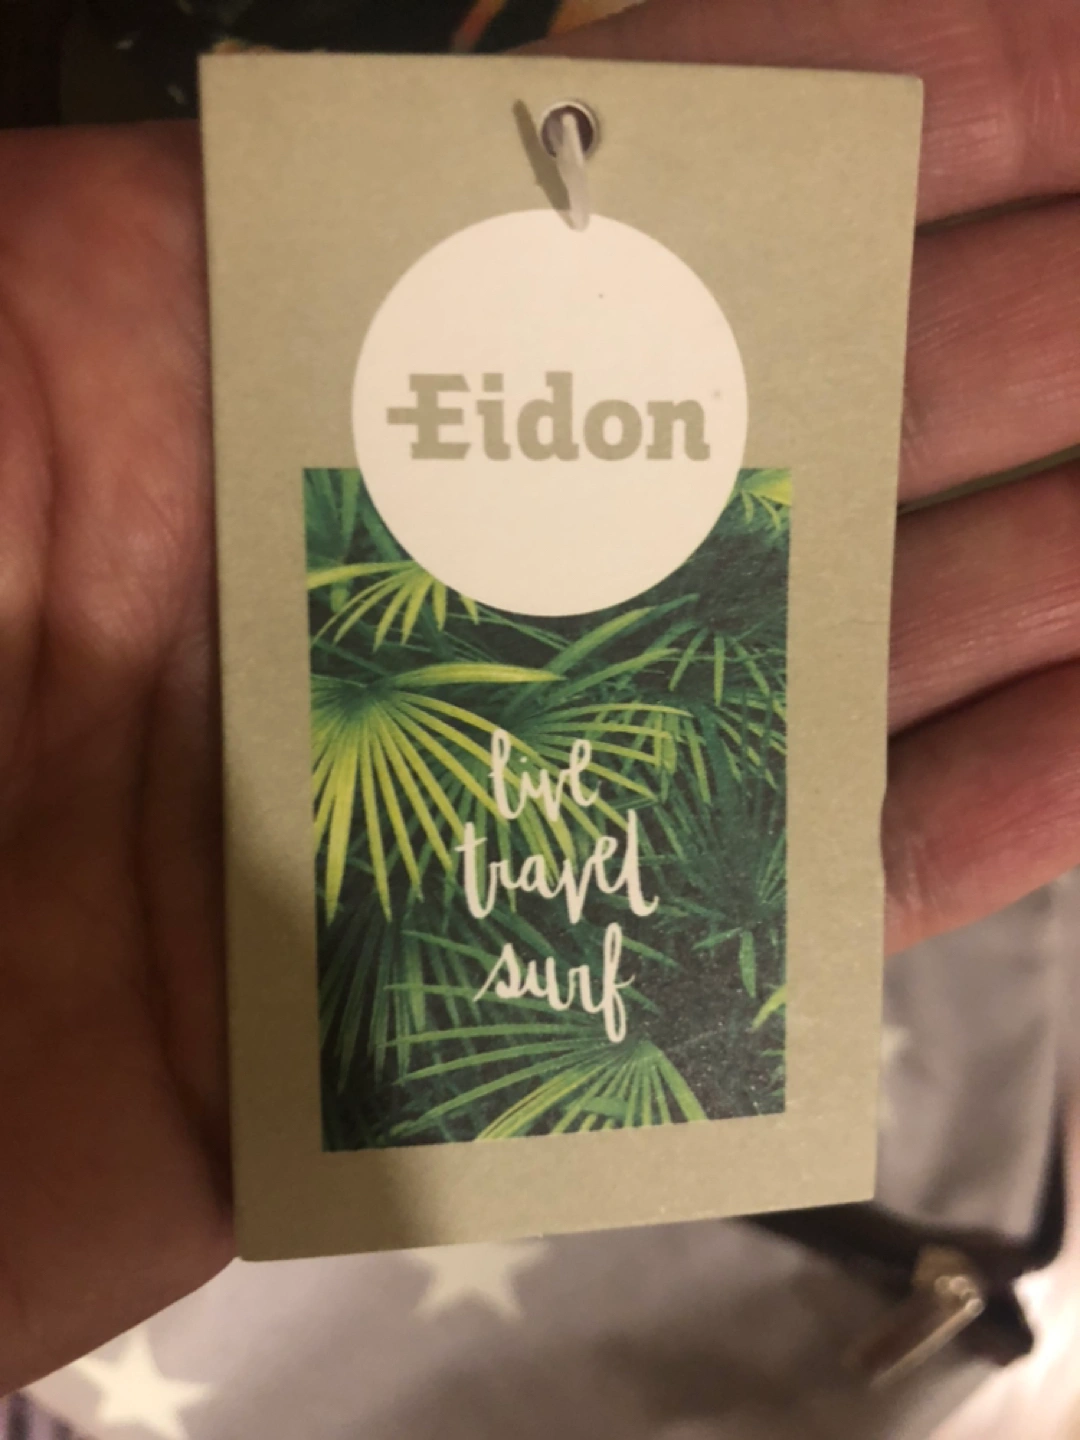 Eidon
live
travel
surf